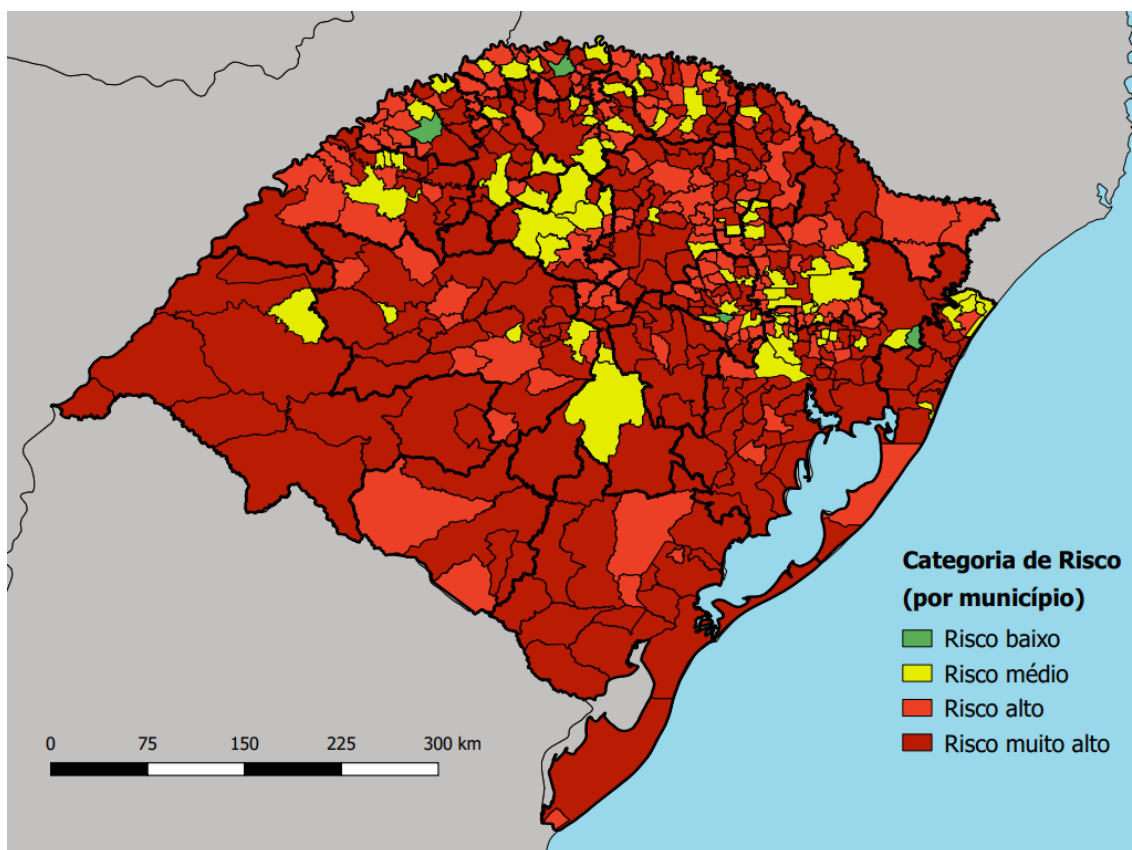 Categoria de Risco
(por município)
Risco baixo
Risco médio
Risco alto
Risco muito alto
0 75 150 225 300 km